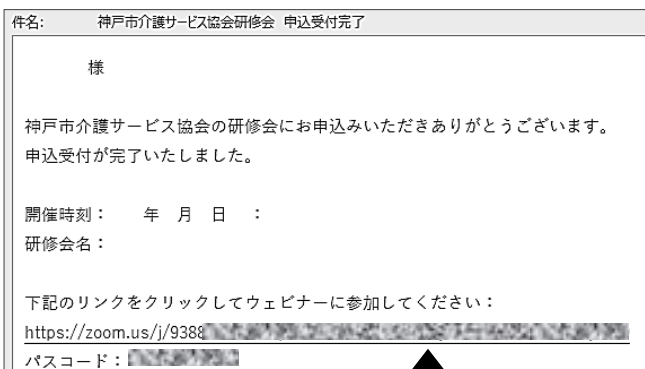 件名: 神戸市介護サービス協会研修会 申込受付完了
様
神戸市介護サービス協会の研修会にお申込みいただきありがとうございます。
申込受付が完了いたしました。
開催時刻： 年 月 日 ：
研修会名：
下記のリンクをクリックしてウェビナーに参加してください：
https://zoom.us/j/9388
パスコード：